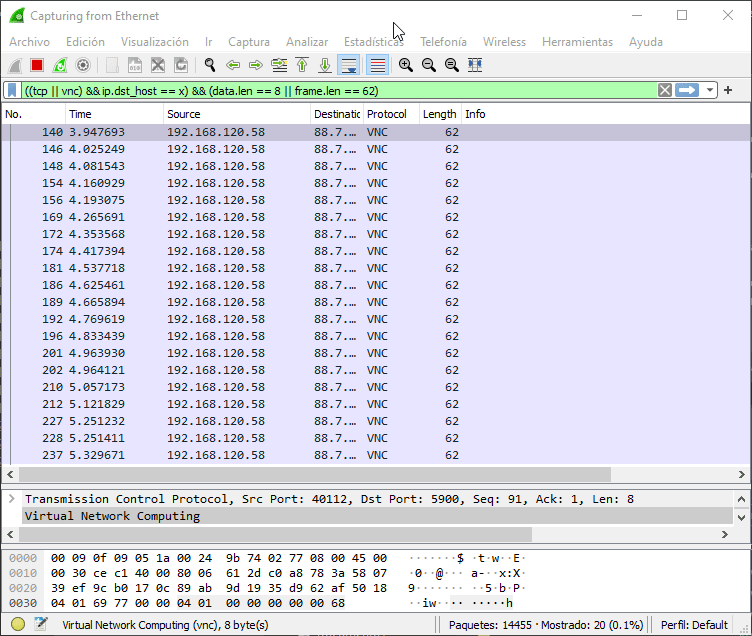 Capturing from Ethernet
Archivo Edición Visualización Ir Captura Analizar Estadísticas Telefonía Wireless Herramientas Ayuda
((tcp || vnc) &&ip.dst_host == x) && (data.len == 8 || frame.len == 62)
No. Time Source Destinatic Protocol Length Info
140 3.947693 192.168.120.58 88.7.… VNC 62
146 4.025249 192.168.120.58 88.7.… VNC 62
148 4.081543 192.168.120.58 88.7.… VNC 62
154 4.160929 192.168.120.58 88.7.… VNC 62
156 4.193075 192.168.120.58 88.7.… VNC 62
169 4.265691 192.168.120.58 88.7.… VNC 62
172 4.353568 192.168.120.58 88.7.… VNC 62
174 4.417394 192.168.120.58 88.7.… VNC 62
181 4.537718 192.168.120.58 88.7.… VNC 62
186 4.625461 192.168.120.58 88.7.… VNC 62
189 4.665894 192.168.120.58 88.7.… VNC 62
192 4.769619 192.168.120.58 88.7.… VNC 62
196 4.833439 192.168.120.58 88.7.… VNC 62
201 4.963930 192.168.120.58 88.7.… VNC 62
202 4.964121 192.168.120.58 88.7.… VNC 62
210 5.057173 192.168.120.58 88.7.… VNC 62
212 5.121829 192.168.120.58 88.7.… VNC 62
227 5.251232 192.168.120.58 88.7.… VNC 62
228 5.251411 192.168.120.58 88.7.… VNC 62
237 5.329671 192.168.120.58 88.7.… VNC 62
Transmission Control Protocol, Src Port: 40112, Dst Port: 5900, Seq: 91, Ack: 1, Len: 8
Virtual Network Computing
0000 00 09 0f 09 05 1a 00 24 9b 74 02 77 08 00 45 00 ·······$ ·t·w··E·
0010 00 30 ce c1 40 00 80 06 61 2d c0 a8 78 3a 58 07 ·0··@··· a-··x:X·
0020 39 ef 9c b0 17 0c 89 ab 9d 19 35 d9 62 af 50 18 9······· ··5·b·P·
0030 04 01 69 77 00 00 04 01 00 00 00 00 00 68 ··iw···· ·····h
Virtual Network Computing (vnc), 8 byte(s) Paquetes: 14455 · Mostrado: 20 (0.1%) Perfil: Default